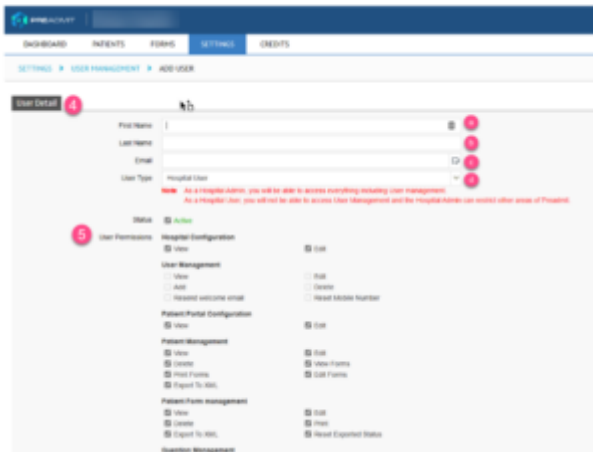 DASHBOARD PATIENTS FORMS SETTINGS CREDITS
SETTINGS > USER MANAGEMENT > ADD USER
User Detail 4
First Name a
Last Name b
Email c
User Type Hospital User d
Note As a Hospital Admin, you will be able to access everything including User management.
As a Hospital User, you will not be able to access User Management and the Hospital Admin can restrict other areas of Preadmit.
Status Active
5 User Permissions Hospital Configuration
View Edit
User Management
View Edit
Add Delete
Resend welcome email Reset Mobile Number
Patient Portal Configuration
View Edit
Patient Management
View Edit
Delete View Forms
Print Forms Edit Forms
Export To XML
Patient Form management
View Edit
Delete Print
Export To XML Reset Exported Status
Question Management